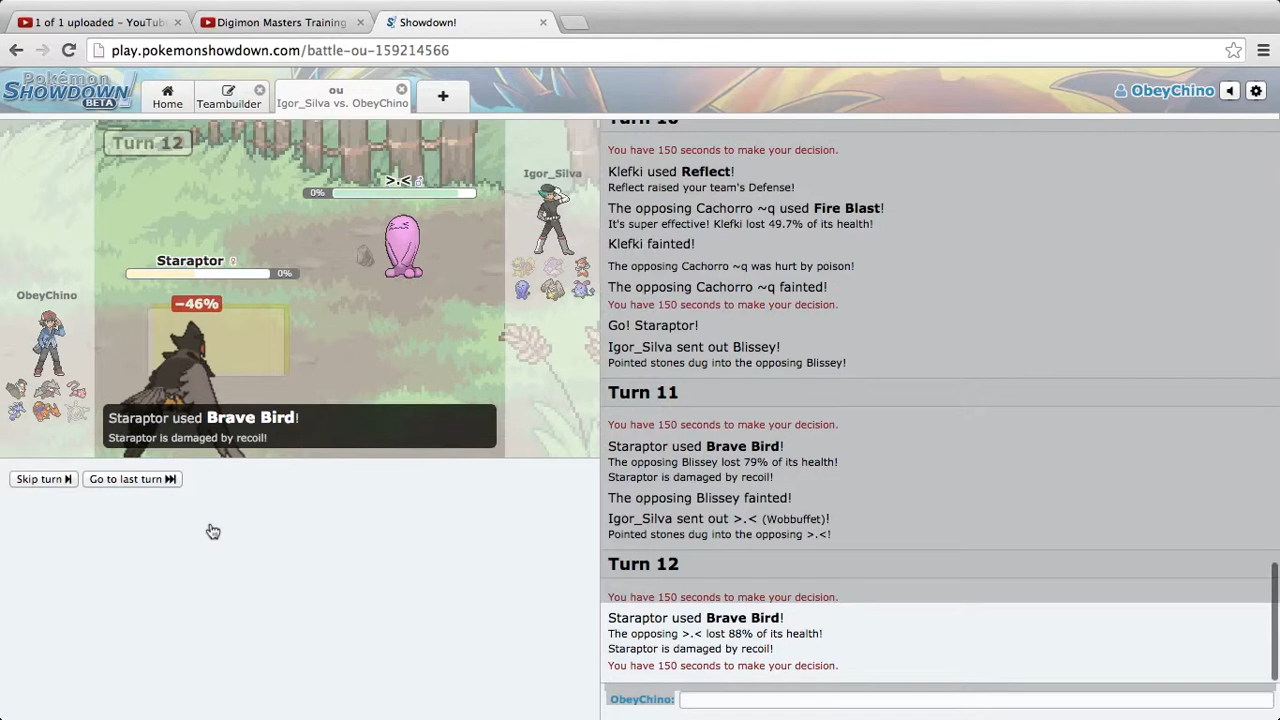 1 of 1 uploaded - YouTub
Digimon Masters Training
Showdown!
play.pokemonshowdown.com/battle-ou-159214566
Pokémon
Showdown
BETA
Home
Teambuilder
ou
Igor_Silva vs. ObeyChino
ObeyChino
Turn 12
0%
>.< ♂
Igor_Silva
Staraptor ♀
0%
ObeyChino
−46%
Staraptor used Brave Bird!
Staraptor is damaged by recoil!
Skip turn
Go to last turn
Turn 10
You have 150 seconds to make your decision.
Klefki used Reflect!
Reflect raised your team's Defense!
The opposing Cachorro ~q used Fire Blast!
It's super effective! Klefki lost 49.7% of its health!
Klefki fainted!
The opposing Cachorro ~q was hurt by poison!
The opposing Cachorro ~q fainted!
You have 150 seconds to make your decision.
Go! Staraptor!
Igor_Silva sent out Blissey!
Pointed stones dug into the opposing Blissey!
Turn 11
You have 150 seconds to make your decision.
Staraptor used Brave Bird!
The opposing Blissey lost 79% of its health!
Staraptor is damaged by recoil!
The opposing Blissey fainted!
Igor_Silva sent out >.< (Wobbuffet)!
Pointed stones dug into the opposing >.<!
Turn 12
You have 150 seconds to make your decision.
Staraptor used Brave Bird!
The opposing >.< lost 88% of its health!
Staraptor is damaged by recoil!
You have 150 seconds to make your decision.
ObeyChino: